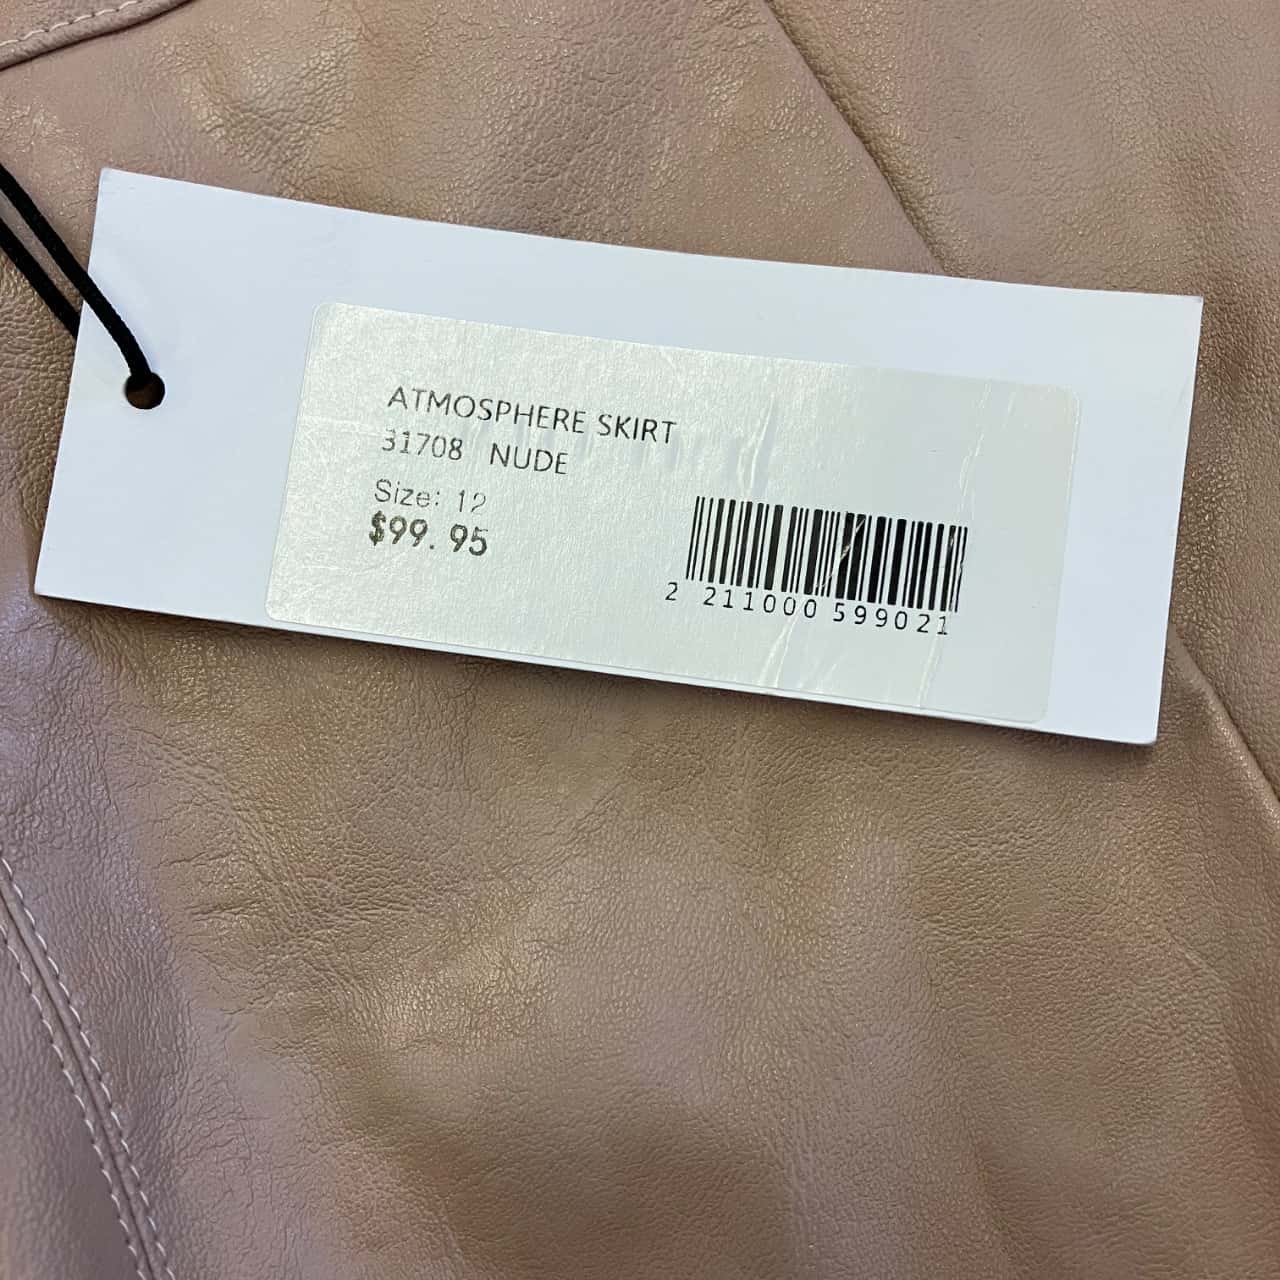 ATMOSPHERE SKIRT
31708 NUDE
Size: 12
$99.95
2 211000 599021